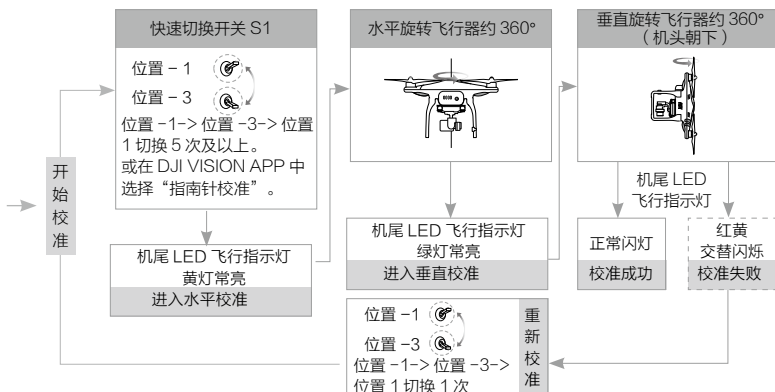 开始校准
快速切换开关 S1
位置 – 1
位置 – 3
位置 -1-> 位置 -3-> 位置
1 切换 5 次及以上。
或在 DJI VISION APP 中
选择“指南针校准”。
机尾 LED 飞行指示灯
黄灯常亮
进入水平校准
水平旋转飞行器约 360°
机尾 LED 飞行指示灯
绿灯常亮
进入垂直校准
垂直旋转飞行器约 360°
（机头朝下）
机尾 LED
飞行指示灯
正常闪灯
校准成功
红黄
交替闪烁
校准失败
重新校准
位置 -1
位置 -3
位置 -1-> 位置 -3->
位置 1 切换 1 次